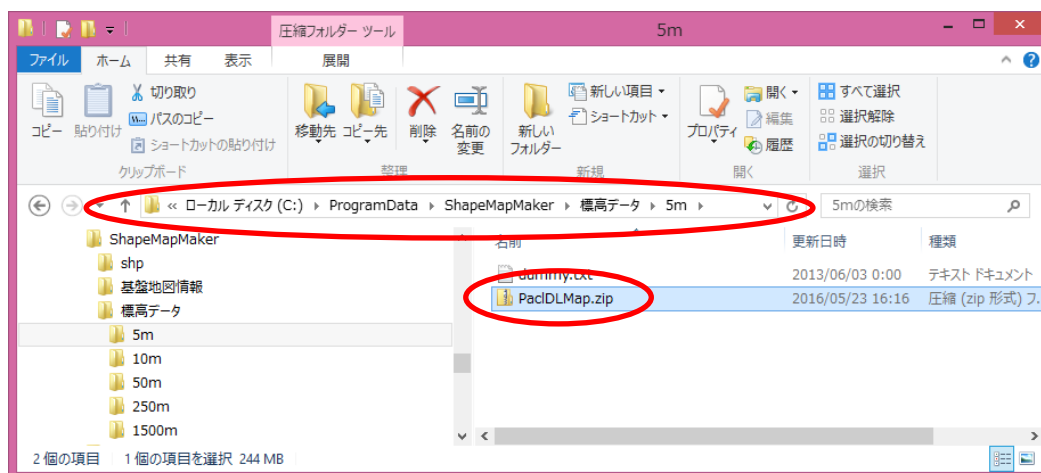 圧縮フォルダー ツール
5m
ファイル ホーム 共有 表示 展開
コピー
貼り付け
切り取り
パスのコピー
ショートカットの貼り付け
クリップボード
移動先 コピー先 削除 名前の変更
整理
新しいフォルダー
新しい項目
ショートカット
新規
プロパティ
開く
編集
履歴
開く
すべて選択
選択解除
選択の切り替え
選択
« ローカル ディスク (C:) ProgramData ShapeMapMaker 標高データ 5m
5mの検索
ShapeMapMaker
shp
基盤地図情報
標高データ
5m
10m
50m
250m
1500m
名前 更新日時 種類
dummy.txt 2013/06/03 0:00 テキスト ドキュメント
PaclDLMap.zip 2016/05/23 16:16 圧縮 (zip 形式) フ...
2 個の項目 1 個の項目を選択 244 MB